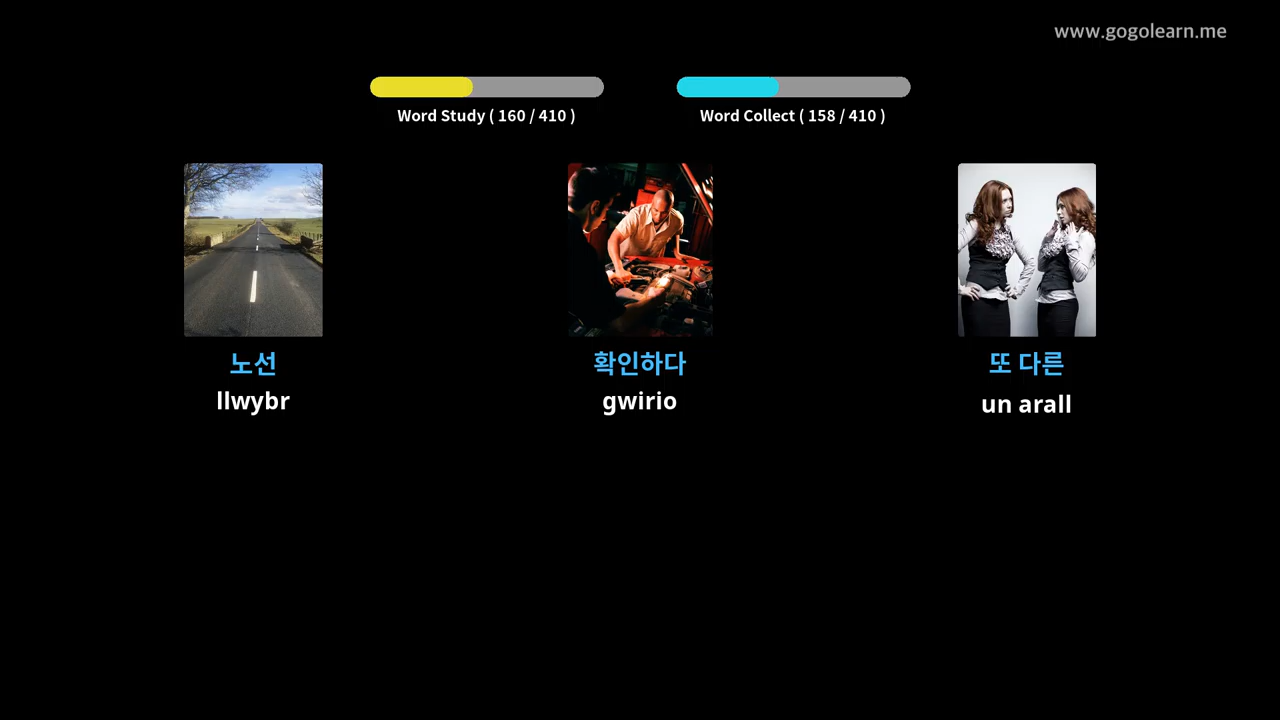 www.gogolearn.me
Word Study ( 160 / 410 )
Word Collect ( 158 / 410 )
노선
확인하다
또 다른
llwybr
gwirio
un arall